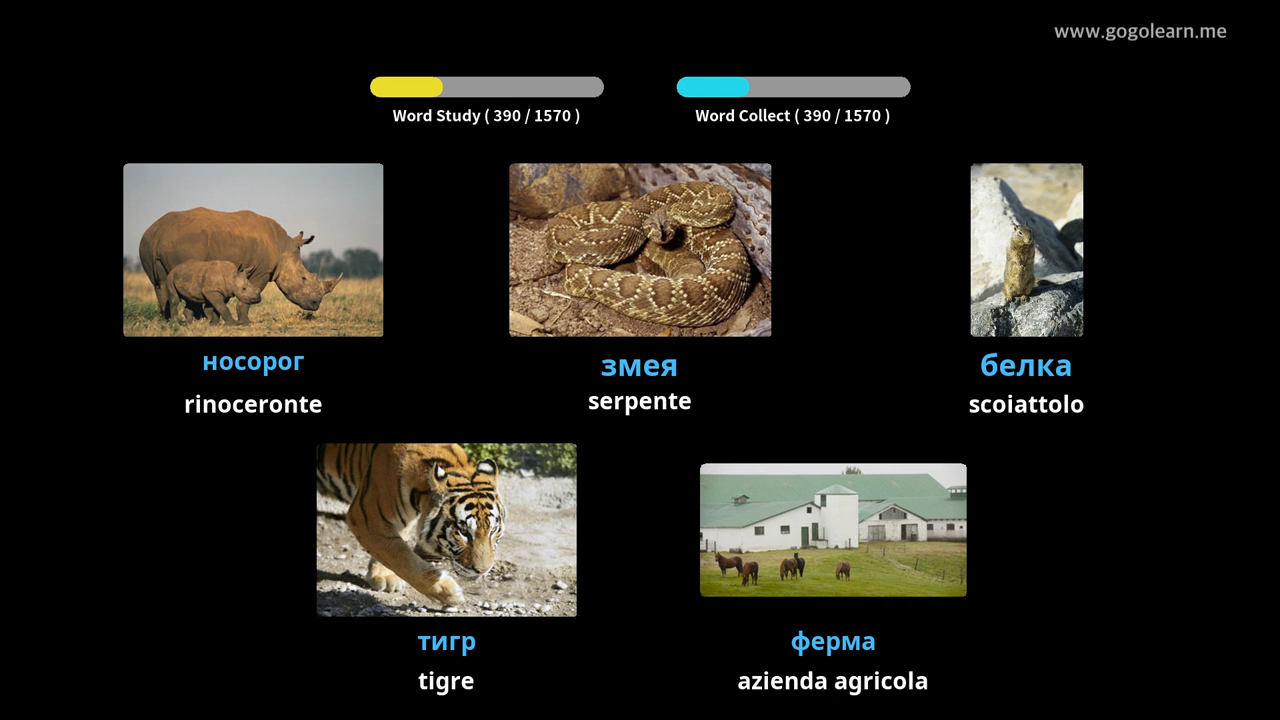 www.gogolearn.me
Word Study ( 390 / 1570 )
Word Collect ( 390 / 1570 )
носорог
rinoceronte
змея
serpente
белка
scoiattolo
тигр
tigre
ферма
azienda agricola